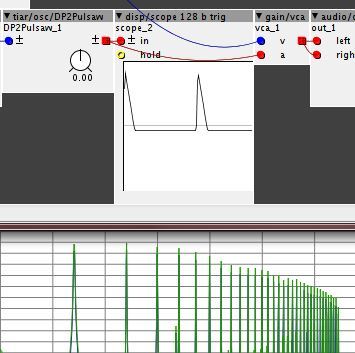 ▼ tiar/osc/DP2Pulsaw
DP2Pulsaw_1
±
±
0.00
▼ disp/scope 128 b trig
scope_2
± in
hold
▼ gain/vca
vca_1
v
a
▼ audio/
out_1
left
righ